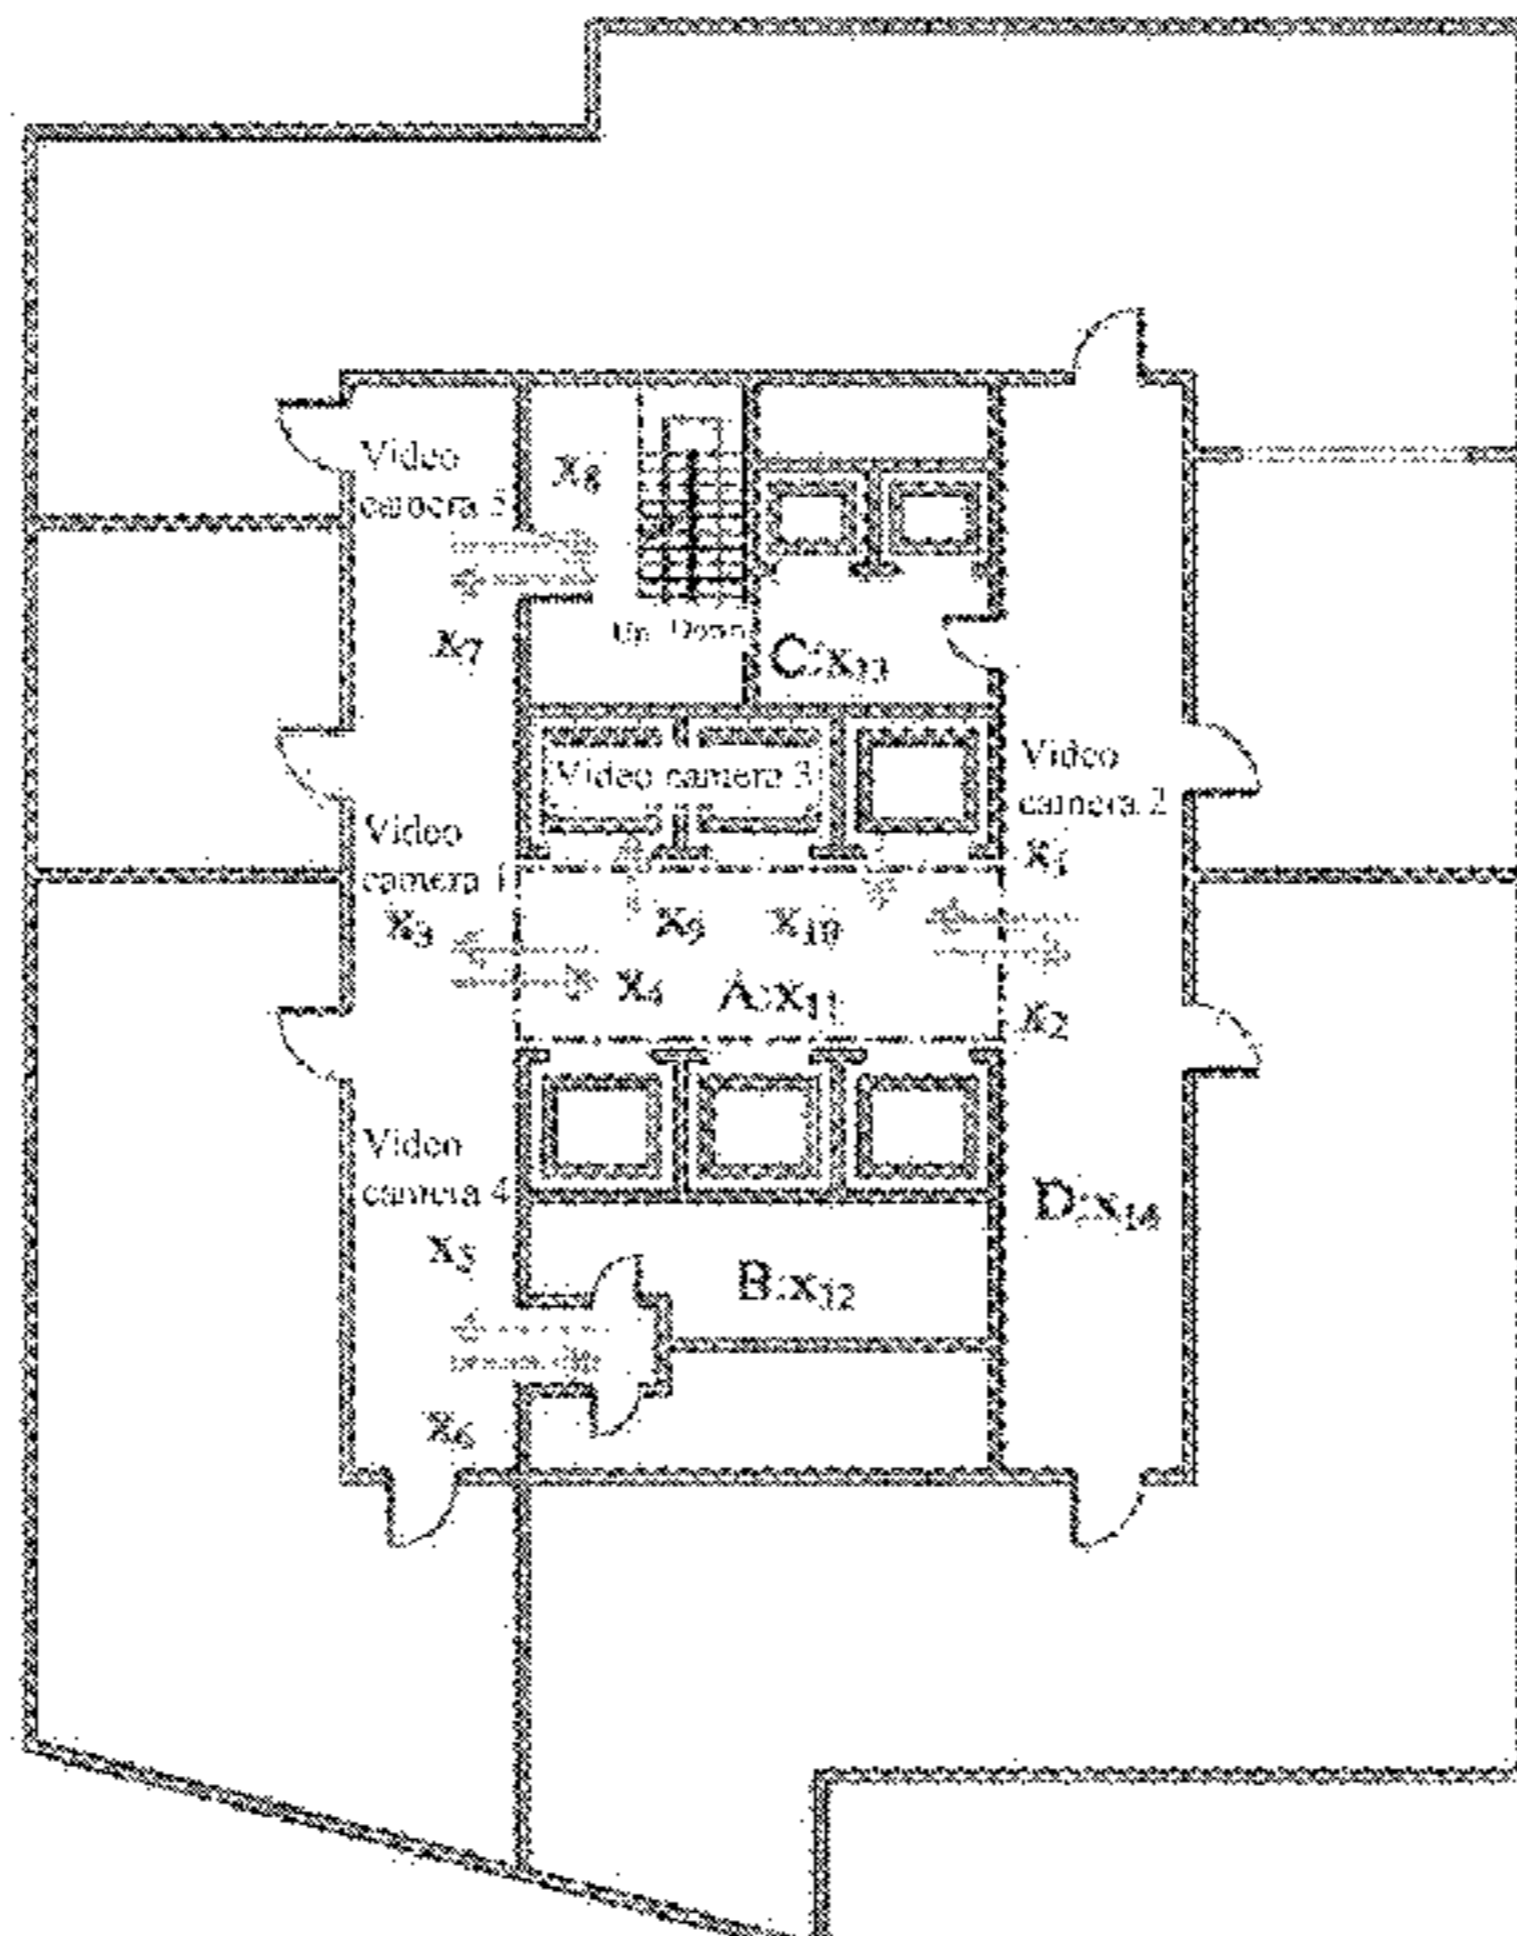 Video
camera 5
x8
x7
Up Down
C:x13
Video camera 3
Video
camera 2
x1
Video
camera 1
x3
x9
x10
x4
A:x11
x2
Video
camera 4
D:x14
x5
B:x12
x6